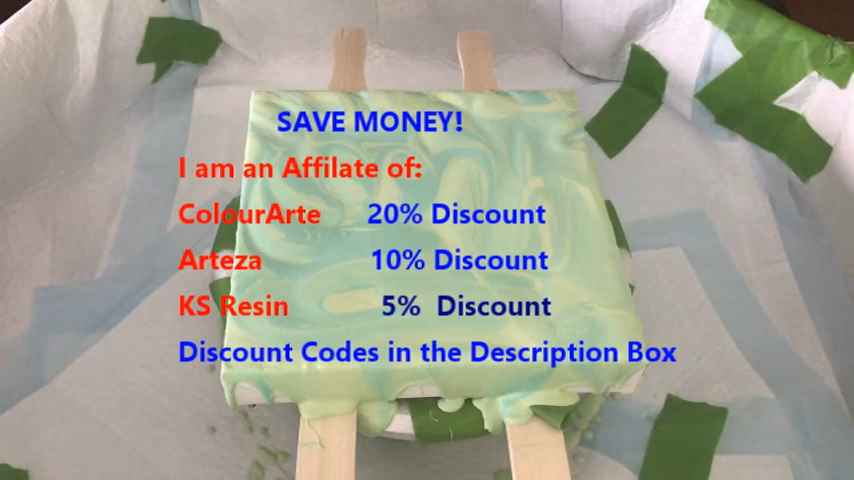 SAVE MONEY!
I am an Affilate of:
ColourArte 20% Discount
Arteza 10% Discount
KS Resin 5% Discount
Discount Codes in the Description Box